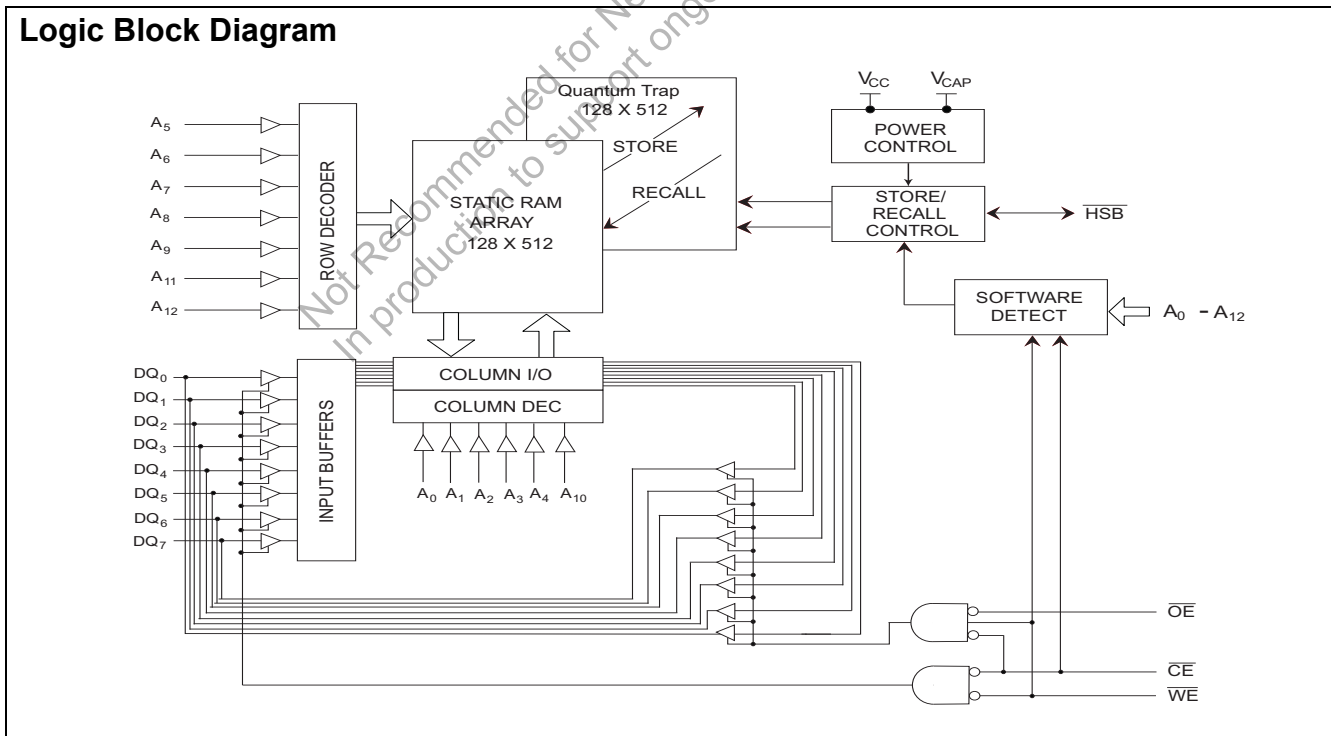 Logic Block Diagram
Not Recommended for Ne
In production to support ongo
Quantum Trap
128 X 512
STORE
RECALL
STATIC RAM
ARRAY
128 X 512
ROW DECODER
A5
A6
A7
A8
A9
A11
A12
VCC
VCAP
POWER
CONTROL
STORE/
RECALL
CONTROL
HSB
SOFTWARE
DETECT
A0 - A12
COLUMN I/O
COLUMN DEC
DQ0
DQ1
DQ2
DQ3
DQ4
DQ5
DQ6
DQ7
INPUT BUFFERS
A0 A1 A2 A3 A4 A10
OE
CE
WE